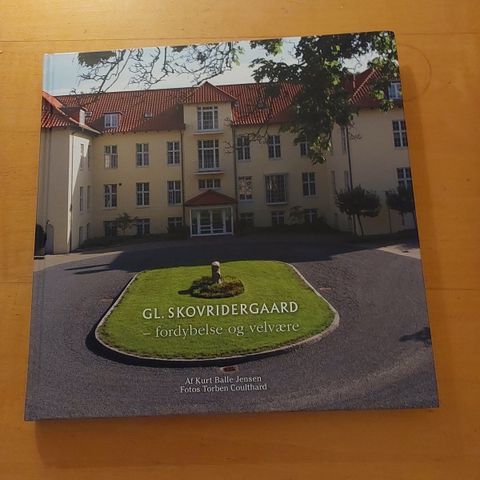 GL. SKOVRIDERGAARD
– fordybelse og velvære
Af Kurt Balle Jensen
Fotos Torben Coulthard